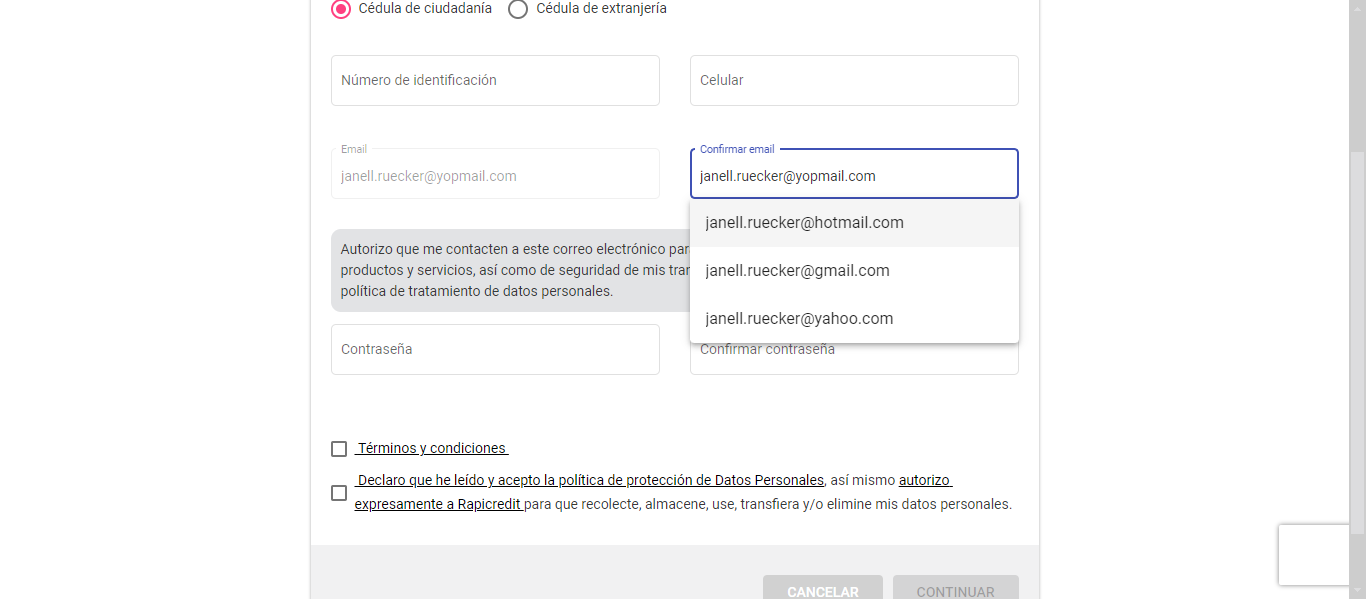 Cédula de ciudadanía Cédula de extranjería
Número de identificación
Celular
Email
janell.ruecker@yopmail.com
Confirmar email
janell.ruecker@yopmail.com
janell.ruecker@hotmail.com
janell.ruecker@gmail.com
janell.ruecker@yahoo.com
Autorizo que me contacten a este correo electrónico par
productos y servicios, así como de seguridad de mis tran
política de tratamiento de datos personales.
Contraseña
Confirmar contraseña
Términos y condiciones
Declaro que he leído y acepto la política de protección de Datos Personales, así mismo autorizo
expresamente a Rapicredit para que recolecte, almacene, use, transfiera y/o elimine mis datos personales.
CANCELAR CONTINUAR